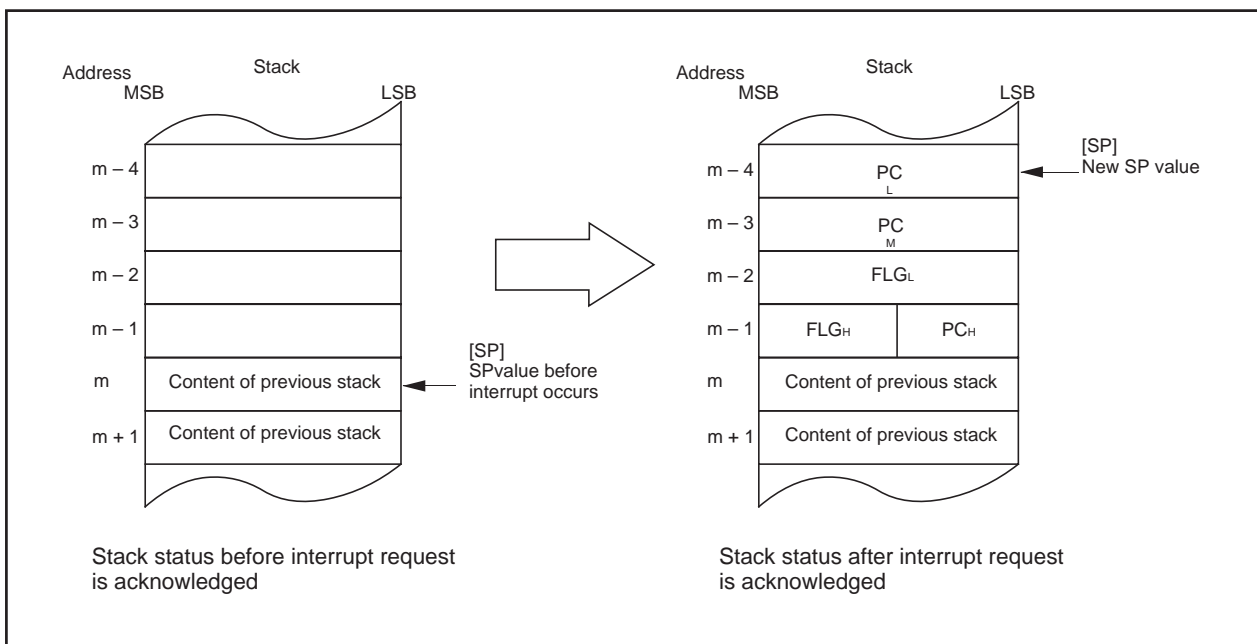 Stack
Address
MSB
LSB
m – 4
m – 3
m – 2
m – 1
m
Content of previous stack
m + 1
Content of previous stack
[SP]
SPvalue before
interrupt occurs
Stack status before interrupt request
is acknowledged
Stack
Address
MSB
LSB
m – 4
PC
L
m – 3
PC
M
m – 2
FLGL
m – 1
FLGH
PCH
m
Content of previous stack
m + 1
Content of previous stack
[SP]
New SP value
Stack status after interrupt request
is acknowledged